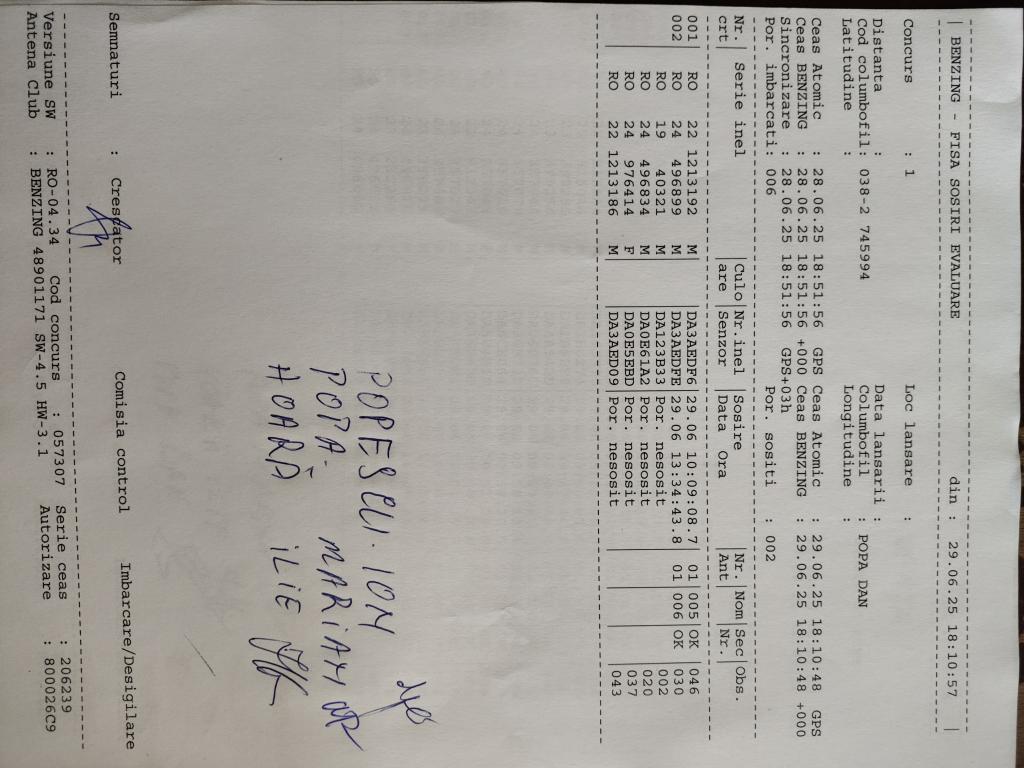 | BENZING - FISA SOSIRI EVALUARE din : 29.06.25 18:10:57 |
Concurs : 1 Loc lansare :
Distanta : Data lansarii :
Cod columbofil: 038-2 745994 Columbofil : POPA DAN
Latitudine : Longitudine :
Ceas Atomic : 28.06.25 18:51:56 GPS Ceas Atomic : 29.06.25 18:10:48 GPS
Ceas BENZING : 28.06.25 18:51:56 +000 Ceas BENZING : 29.06.25 18:10:48 +000
Sincronizare : 28.06.25 18:51:56 GPS+03h
Por. imbarcati: 006 Por. sositi : 002
Nr.| Serie inel |Culo|Nr.inel| Sosire |Nr.|Nom|Sec|Obs.
crt| |are |Senzor | Data Ora |Ant| |Nr.|
001| RO 22 1213192 M | |DA3AEDF6|29.06 10:09:08.7| 01|005|OK | 046
002| RO 24 496899 M | |DA3AEDFE|29.06 13:34:43.8| 01|006|OK | 030
RO 19 40321 M | |DA123B33|Por. nesosit | | | | 002
RO 24 496834 M | |DA0E61A2|Por. nesosit | | | | 020
RO 24 976414 F | |DA0E5EBD|Por. nesosit | | | | 037
RO 22 1213186 M | |DA3AED09|Por. nesosit | | | | 043
POPESCU. ION
POPA. MARIAN
HOARĂ ILIE
Semnaturi : Crescator Comisia control Imbarcare/Desigilare
Versiune SW : RO-04.34 Cod concurs : 057307 Serie ceas : 206239
Antena Club : BENZING 48901171 SW-4.5 HW-3.1 Autorizare : 800026C9